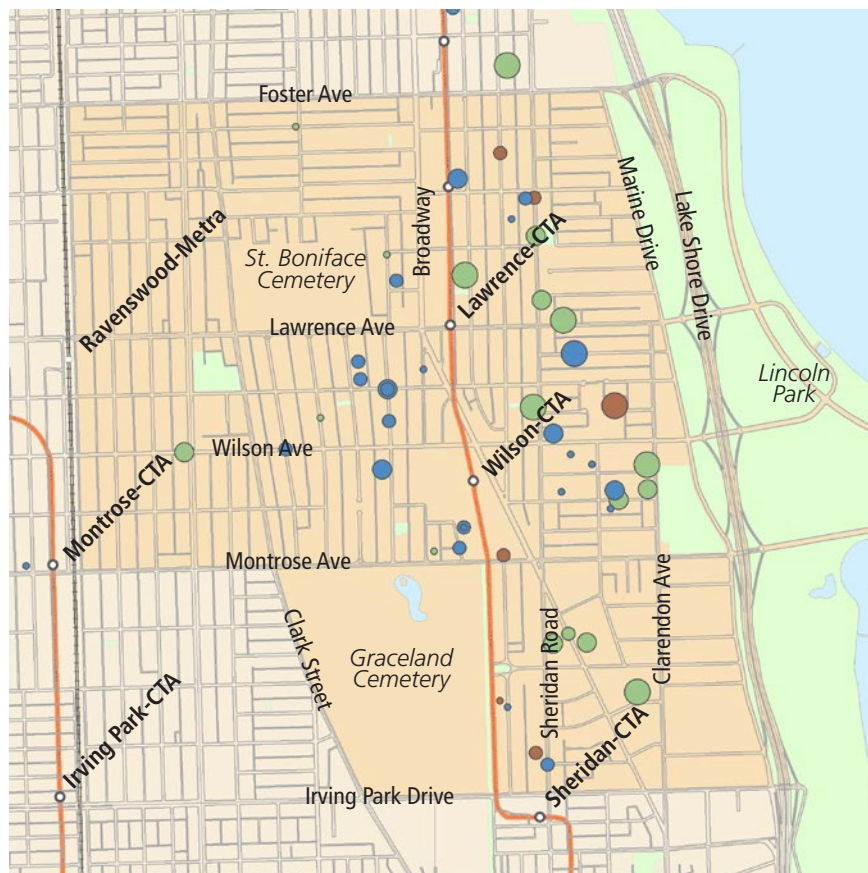 Foster Ave
Marine Drive
Lake Shore Drive
Broadway
Ravenswood-Metra
St. Boniface
Cemetery
Lawrence-CTA
Lawrence Ave
Lincoln
Park
Wilson-CTA
Wilson Ave
Montrose-CTA
Montrose Ave
Clarendon Ave
Clark Street
Graceland
Cemetery
Sheridan Road
Irving Park-CTA
Sheridan-CTA
Irving Park Drive